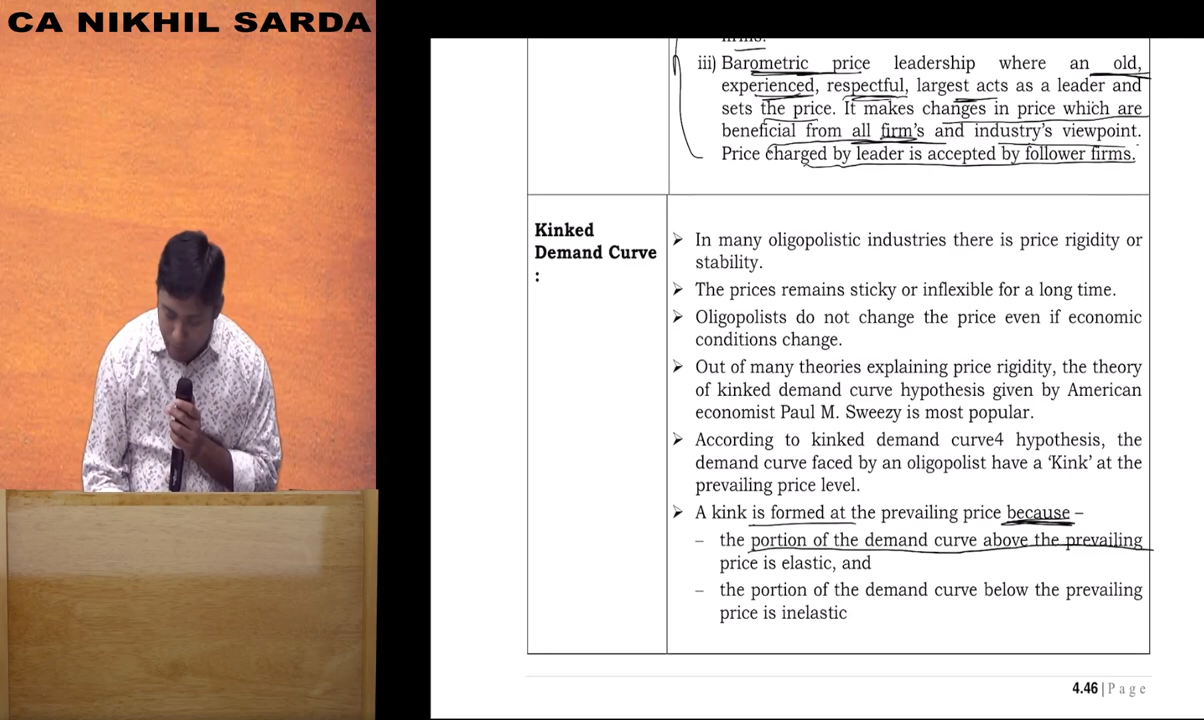 CA NIKHIL SARDA
firms.
iii) Barometric price leadership where an old,
experienced, respectful, largest acts as a leader and
sets the price. It makes changes in price which are
beneficial from all firm's and industry's viewpoint.
Price charged by leader is accepted by follower firms.
Kinked
Demand Curve
:
➢ In many oligopolistic industries there is price rigidity or
stability.
➢ The prices remains sticky or inflexible for a long time.
➢ Oligopolists do not change the price even if economic
conditions change.
➢ Out of many theories explaining price rigidity, the theory
of kinked demand curve hypothesis given by American
economist Paul M. Sweezy is most popular.
➢ According to kinked demand curve4 hypothesis, the
demand curve faced by an oligopolist have a 'Kink' at the
prevailing price level.
➢ A kink is formed at the prevailing price because –
– the portion of the demand curve above the prevailing
price is elastic, and
– the portion of the demand curve below the prevailing
price is inelastic
4.46 | Page